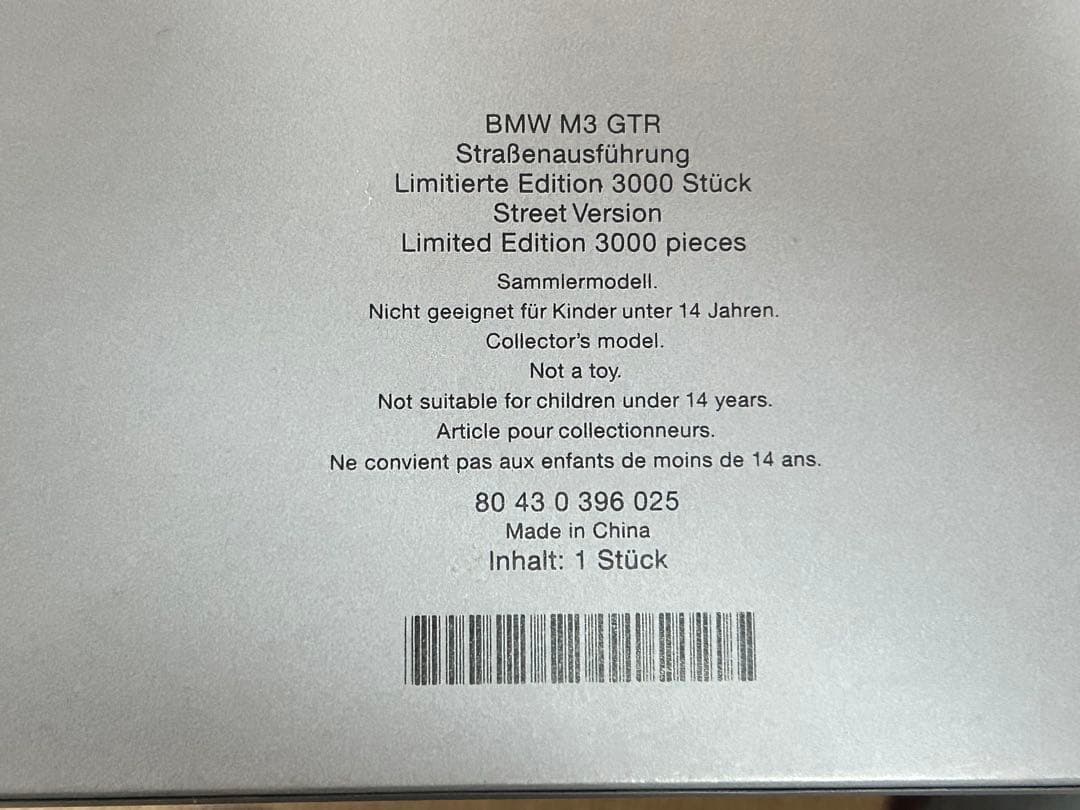 BMW M3 GTR
Straßenausführung
Limitierte Edition 3000 Stück
Street Version
Limited Edition 3000 pieces
Sammlermodell.
Nicht geeignet für Kinder unter 14 Jahren.
Collector's model.
Not a toy.
Not suitable for children under 14 years.
Article pour collectionneurs.
Ne convient pas aux enfants de moins de 14 ans.
80 43 0 396 025
Made in China
Inhalt: 1 Stück